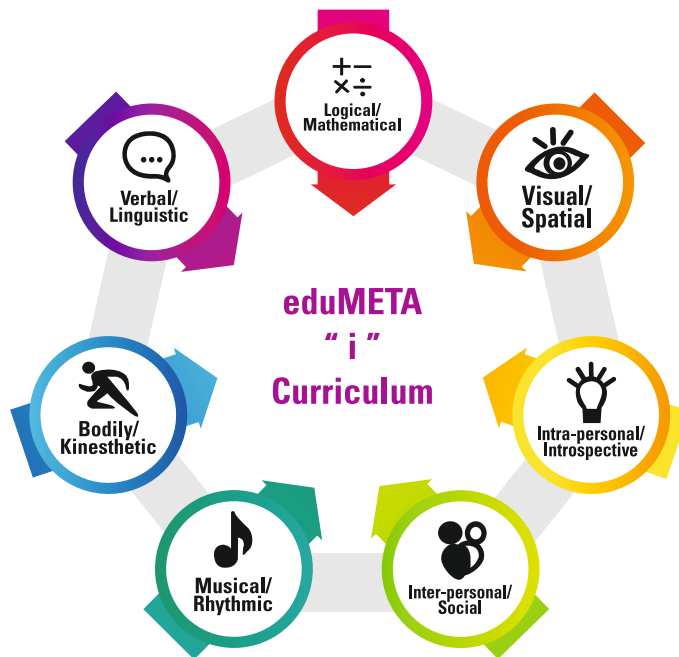 +−
×÷
Logical/
Mathematical
Visual/
Spatial
Intra-personal/
Introspective
Inter-personal/
Social
Musical/
Rhythmic
Bodily/
Kinesthetic
Verbal/
Linguistic
eduMETA
“ i ”
Curriculum